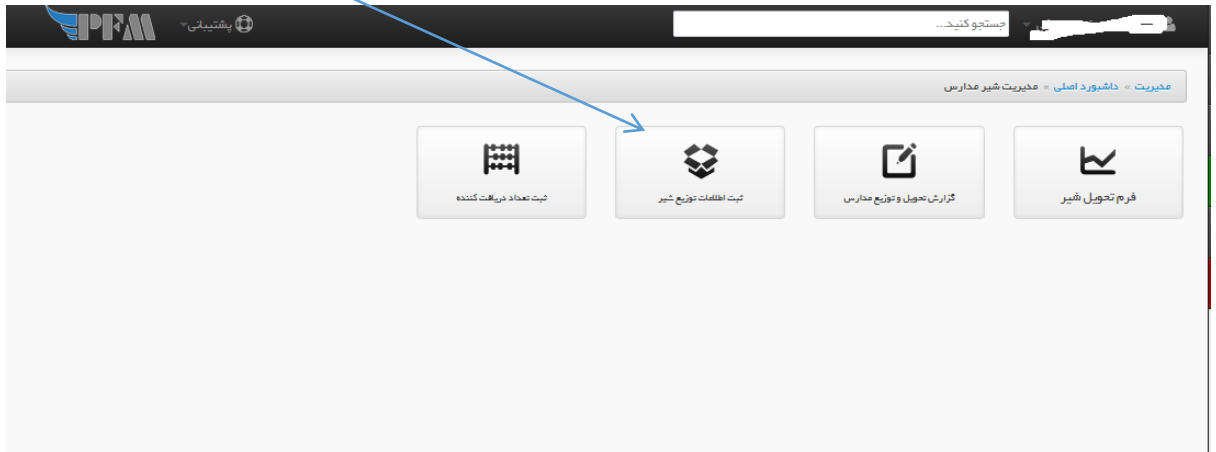 جستجو کنید...
پشتیبانی
PFM
مدیریت » داشبورد اصلی » مدیریت شیر مدارس
فرم تحویل شیر
گزارش تحویل و توزیع مدارس
ثبت اطلاعات توزیع شیر
ثبت تعداد دریافت کننده